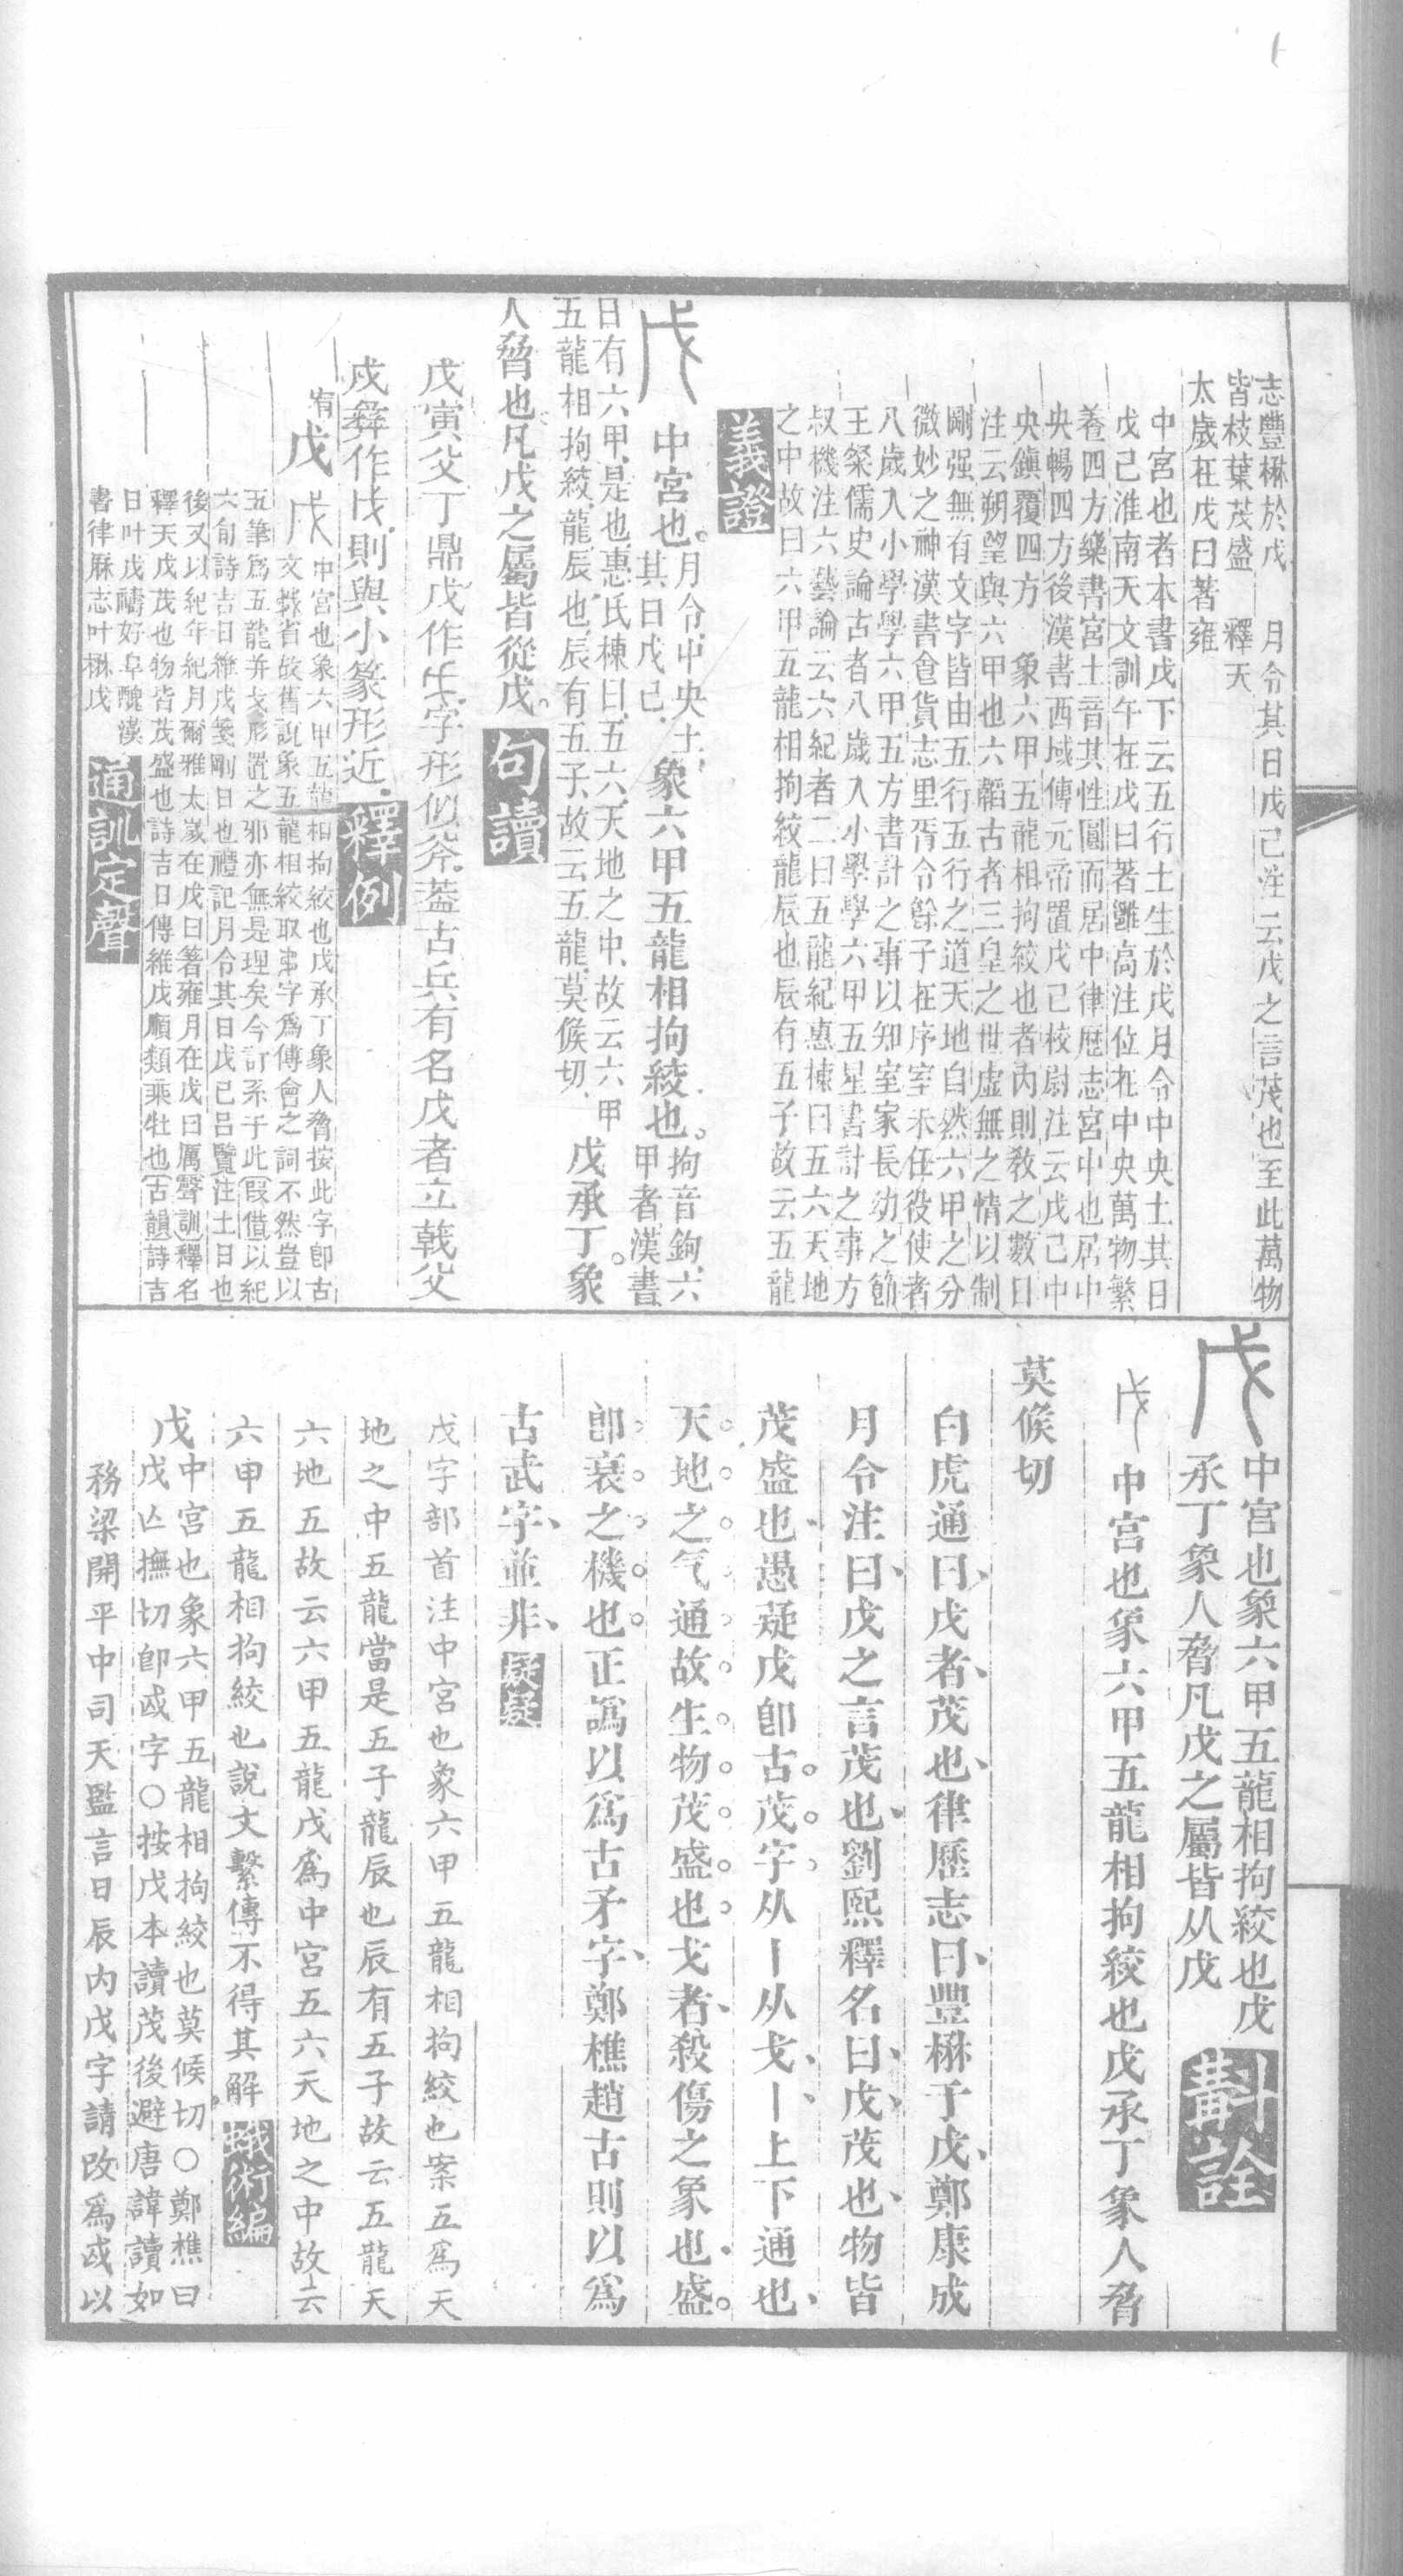 志豐楙於戊　月令其日戊己注云戊之言茂也至此萬物
皆枝葉茂盛　釋天
太歲在戊曰著雍
中宮也者本書戊下云五行土生於戊月令中央土其日
戊己淮南天文訓午在戊曰著雝高注位在中央萬物繁
養四方樂書宮土音其性圓而居中律歴志宮中也居中
央暢四方後漢書西域傳元帝置戊己校尉注云戊己中
央鎮覆四方　象六甲五龍相拘絞也者內則教之數日
注云朔望與六甲也六韜古者三皇之世虛無之情以制
剛强無有文字皆由五行五行之道天地自然六甲之分
微妙之神漢書食貨志里胥令餘子在序室未任役使者
八歲入小學學六甲五方書計之事以知室家長幼之節
王粲儒吏論古者八歲入小學學六甲五星書計之事方
叔機注六藝論云六紀者二曰五龍紀惠棟曰五六天地
之中故曰六甲五龍相拘絞龍辰也辰有五子故云五龍
義證
戊　中宮也。月令,中央土,
其日戊己.象六甲五龍相拘絞也。拘音鉤,六
甲者漢書
日有六甲,是也,惠氏棟曰,五六,天地之中,故云六甲
五龍相拘絞,龍,辰也,辰有五子,故云五龍,莫候切,戊承丁。象
人脅也凡戊之屬皆從戊。句讀
戊寅父丁鼎戊作𢦏,字形似斧.葢古兵有名戊者立戟父
戍彝作戊,則與小篆形近.釋例
宥　戊　戊　中宮也象六甲五龍相拘絞也戊承丁象人脅按此字卽古
文䥐省故舊說象五龍相絞取丳字爲傅會之詞不然豈以
五筆爲五龍并戈形置之邪亦無是理矣今訂系于此叚借以紀
六旬詩吉日維戊箋剛日也禮記月令其日戊己呂覽注土日也
後又以紀年紀月爾雅太歲在戊曰著雍月在戊曰厲聲訓釋名
釋天戊茂也物皆茂盛也詩吉日傳維戊順類乘牡也古韻詩吉
日叶戊禱好阜醜漢
書律厤志叶楙戊　通訓定聲
戊　中宮也象六甲五龍相拘絞也戊
承丁象人脅凡戊之屬皆从戊　斠詮
戊　中宮也象六甲五龍相拘絞也戊承丁象人脅
莫候切
白虎通曰,戊者,茂也,律歷志曰,豐楙于戊,鄭康成
月令注曰,戊之言茂也,劉熙釋名曰,戊,茂也,物皆
茂盛也,愚疑戊卽古茂字从丨从戈,丨,上下通也,
天地之气通故生物茂盛也戈者,殺傷之象也,盛
卽衰之機也正譌以爲古矛字,鄭樵趙古則以爲
古武字,並非,疑疑
戊字部首注中宮也象六甲五龍相拘絞也案五爲天
地之中五龍當是五子龍辰也辰有五子故云五龍天
六地五故云六甲五龍戊爲中宮五六天地之中故云
六甲五龍相拘絞也說文繫傳不得其解　蛾術編
戊　中宮也象六甲五龍相拘絞也莫候切○鄭樵曰
戊亾撫切卽戉字○按戊本讀茂後避唐諱讀如
務梁開平中司天監言日辰內戊字請改爲武以